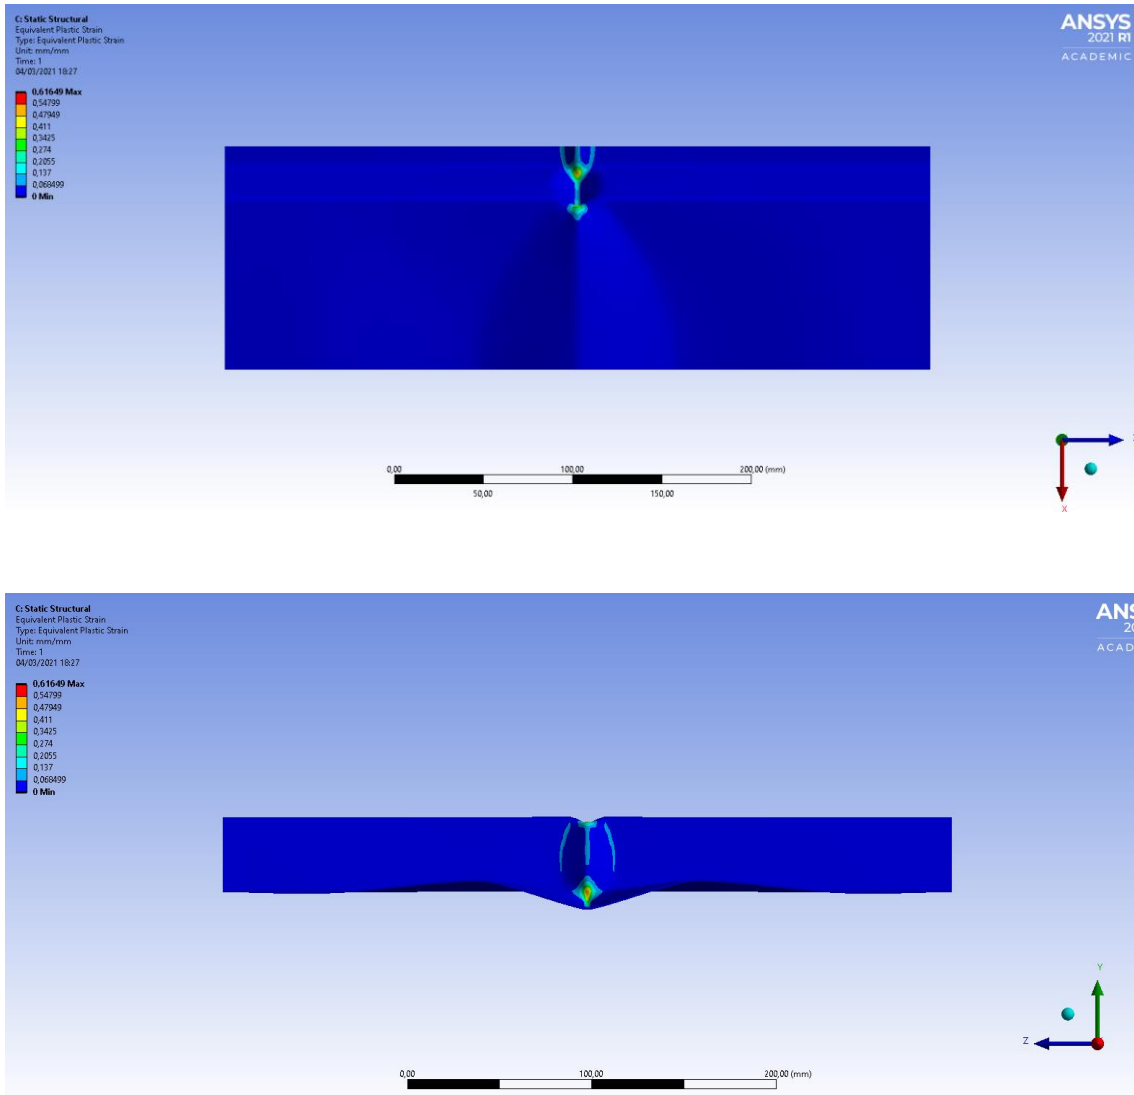 C: Static Structural
Equivalent Plastic Strain
Type: Equivalent Plastic Strain
Unit: mm/mm
Time: 1
04/03/2021 18:27
0,61649 Max
0,54799
0,47949
0,411
0,3425
0,274
0,2055
0,137
0,068499
0 Min
ANSYS
2021 R1
ACADEMIC
0,00
100,00
200,00 (mm)
50,00
150,00
X
C: Static Structural
Equivalent Plastic Strain
Type: Equivalent Plastic Strain
Unit: mm/mm
Time: 1
04/03/2021 18:27
0,61649 Max
0,54799
0,47949
0,411
0,3425
0,274
0,2055
0,137
0,068499
0 Min
ANS
20
ACAD
Y
Z
0,00
100,00
200,00 (mm)